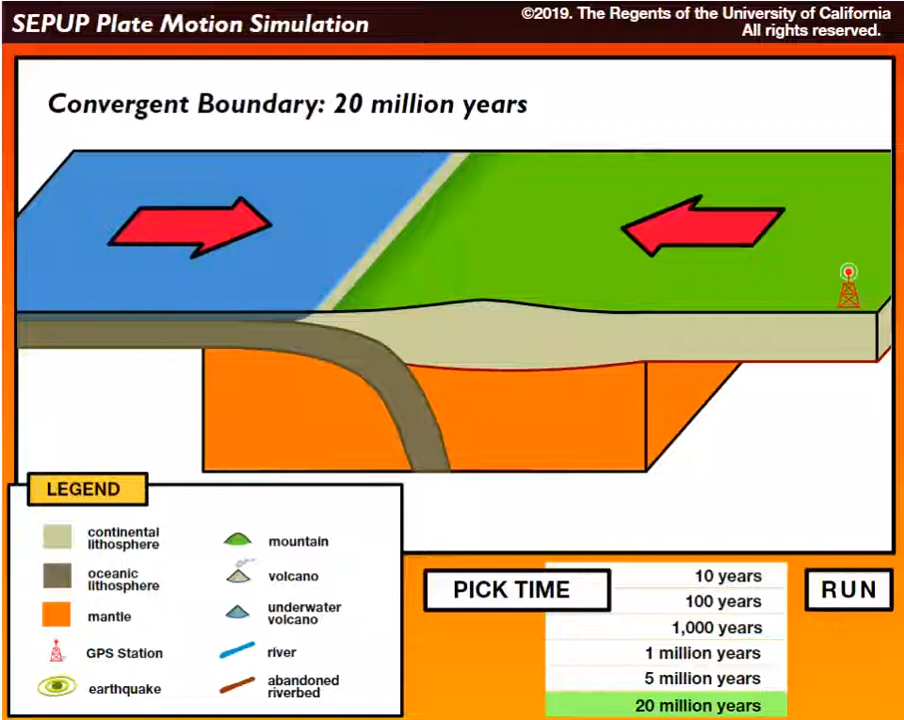 SEPUP Plate Motion Simulation
©2019. The Regents of the University of California
All rights reserved.
Convergent Boundary: 20 million years
LEGEND
continental
lithosphere
oceanic
lithosphere
mantle
GPS Station
earthquake
mountain
volcano
underwater
volcano
river
abandoned
riverbed
PICK TIME
10 years
100 years
1,000 years
1 million years
5 million years
20 million years
RUN